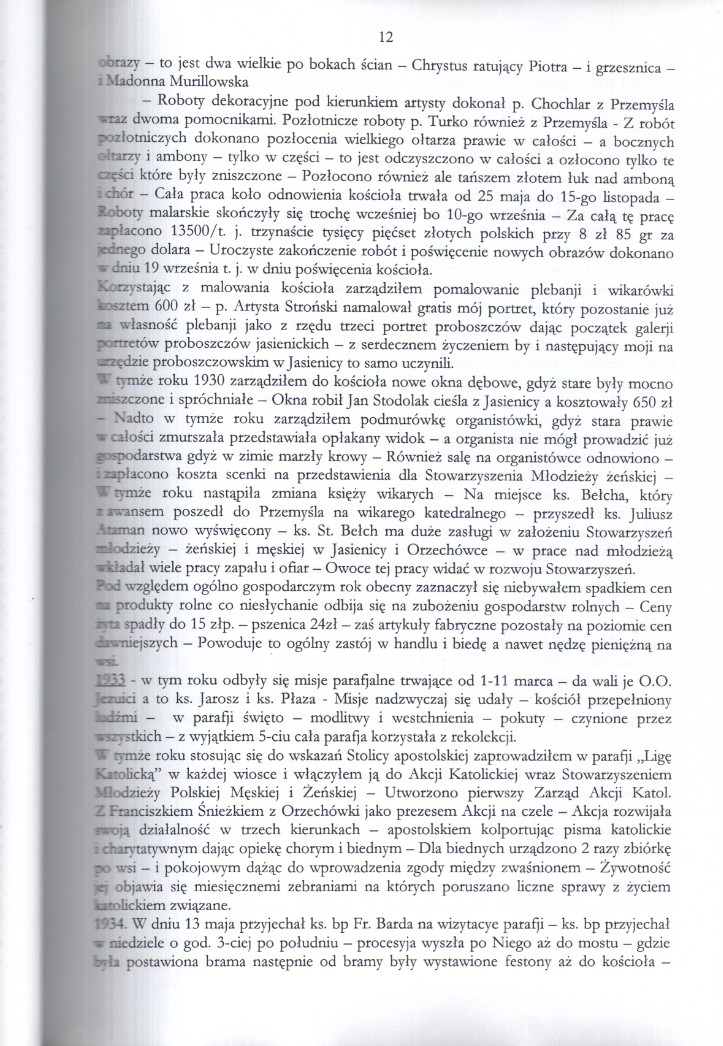 12
obrazy – to jest dwa wielkie po bokach ścian – Chrystus ratujący Piotra – i grzesznica –
i Madonna Murillowska
– Roboty dekoracyjne pod kierunkiem artysty dokonał p. Chochlar z Przemyśla
wraz dwoma pomocnikami. Pozłotnicze roboty p. Turko również z Przemyśla - Z robót
pozłotniczych dokonano pozłocenia wielkiego ołtarza prawie w całości – a bocznych
ołtarzy i ambony – tylko w części – to jest odczyszczono w całości a ozłocono tylko te
części które były zniszczone – Pozłocono również ale tańszem złotem łuk nad amboną
i chór – Cała praca koło odnowienia kościoła trwała od 25 maja do 15-go listopada –
Roboty malarskie skończyły się trochę wcześniej bo 10-go września – Za całą tę pracę
zapłacono 13500/t. j. trzynaście tysięcy pięćset złotych polskich przy 8 zł 85 gr za
jednego dolara – Uroczyste zakończenie robót i poświęcenie nowych obrazów dokonano
w dniu 19 września t. j. w dniu poświęcenia kościoła.
Korzystając z malowania kościoła zarządziłem pomalowanie plebanji i wikarówki
kosztem 600 zł – p. Artysta Stroński namalował gratis mój portret, który pozostanie już
na własność plebanji jako z rzędu trzeci portret proboszczów dając początek galerji
portretów proboszczów jasienickich – z serdecznem życzeniem by i następujący moji na
urzędzie proboszczowskim w Jasienicy to samo uczynili.
W tymże roku 1930 zarządziłem do kościoła nowe okna dębowe, gdyż stare były mocno
zniszczone i spróchniałe – Okna robił Jan Stodolak cieśla z Jasienicy a kosztowały 650 zł
– Nadto w tymże roku zarządziłem podmurówkę organistówki, gdyż stara prawie
w całości zmurszała przedstawiała opłakany widok – a organista nie mógł prowadzić już
gospodarstwa gdyż w zimie marzły krowy – Również salę na organistówce odnowiono –
i zapłacono koszta scenki na przedstawienia dla Stowarzyszenia Młodzieży żeńskiej –
W tymże roku nastąpiła zmiana księży wikarych – Na miejsce ks. Bełcha, który
z awansem poszedł do Przemyśla na wikarego katedralnego – przyszedł ks. Juliusz
Ataman nowo wyświęcony – ks. St. Bełch ma duże zasługi w założeniu Stowarzyszeń
młodzieży – żeńskiej i męskiej w Jasienicy i Orzechówce – w prace nad młodzieżą
wkładał wiele pracy zapału i ofiar – Owoce tej pracy widać w rozwoju Stowarzyszeń.
Pod względem ogólno gospodarczym rok obecny zaznaczył się niebywałem spadkiem cen
na produkty rolne co niesłychanie odbija się na zubożeniu gospodarstw rolnych – Ceny
żyta spadły do 15 złp. – pszenica 24zł – zaś artykuły fabryczne pozostały na poziomie cen
dawniejszych – Powoduje to ogólny zastój w handlu i biedę a nawet nędzę pieniężną na
wsi.
1933 - w tym roku odbyły się misje parafjalne trwające od 1-11 marca – da wali je O.O.
Jezuici a to ks. Jarosz i ks. Płaza - Misje nadzwyczaj się udały – kościół przepełniony
ludźmi – w parafji święto – modlitwy i westchnienia – pokuty – czynione przez
wszystkich – z wyjątkiem 5-ciu cała parafja korzystała z rekolekcji.
W tymże roku stosując się do wskazań Stolicy apostolskiej zaprowadziłem w parafji „Ligę
Katolicką” w każdej wiosce i włączyłem ją do Akcji Katolickiej wraz Stowarzyszeniem
Młodzieży Polskiej Męskiej i Żeńskiej – Utworzono pierwszy Zarząd Akcji Katol.
Z Franciszkiem Śnieżkiem z Orzechówki jako prezesem Akcji na czele – Akcja rozwijała
swoją działalność w trzech kierunkach – apostolskiem kolportując pisma katolickie
i charytatywnym dając opiekę chorym i biednym – Dla biednych urządzono 2 razy zbiórkę
po wsi – i pokojowym dążąc do wprowadzenia zgody między zwaśnionem – Żywotność
jej objawia się miesięcznemi zebraniami na których poruszano liczne sprawy z życiem
katolickiem związane.
1934. W dniu 13 maja przyjechał ks. bp Fr. Barda na wizytacye parafji – ks. bp przyjechał
w niedziele o god. 3-ciej po południu – procesyja wyszła po Niego aż do mostu – gdzie
była postawiona brama następnie od bramy były wystawione festony aż do kościoła –